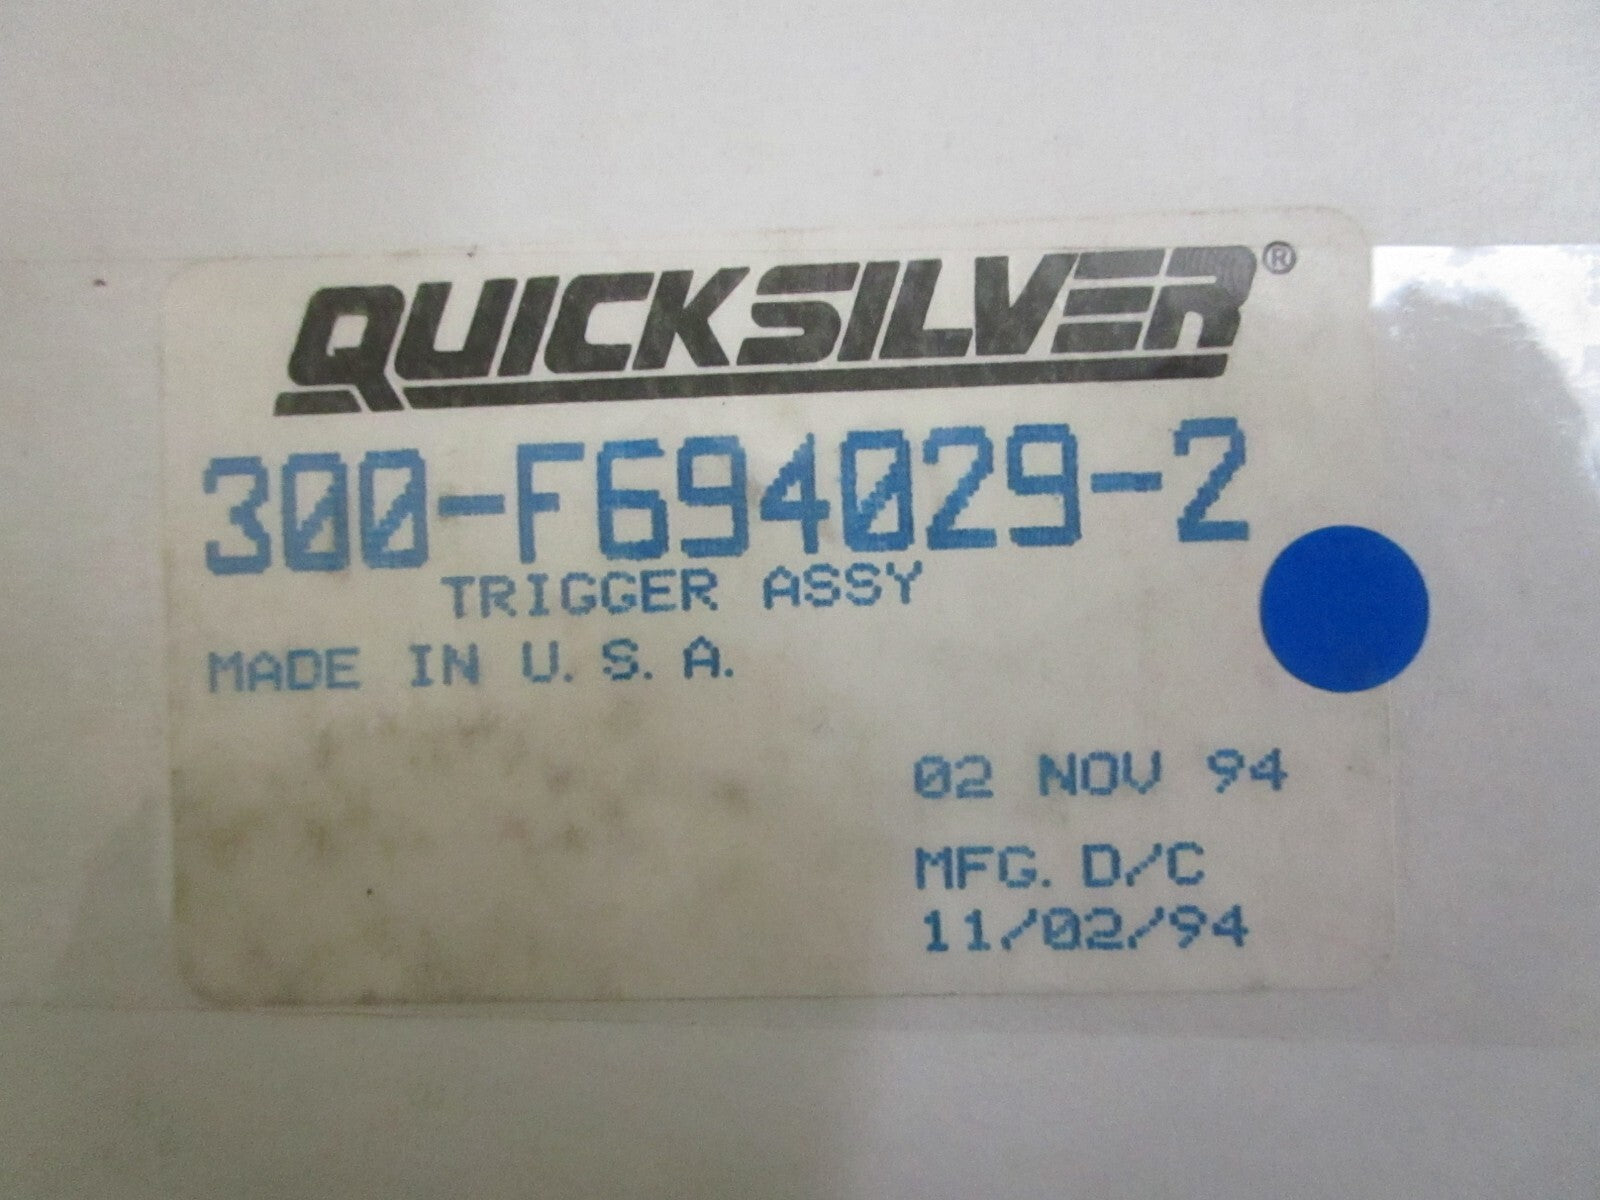 QUICKSILVER®
300-F694029-2
TRIGGER ASSY
MADE IN U.S.A.
02 NOV 94
MFG. D/C
11/02/94